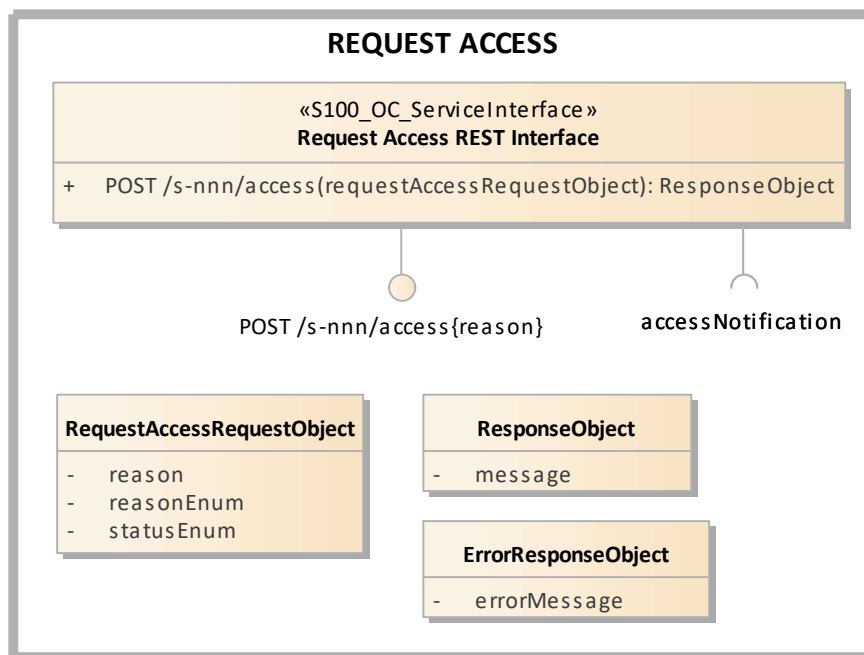 REQUEST ACCESS
«S100_OC_ServiceInterface»
Request Access REST Interface
+ POST /s-nnn/access(requestAccessRequestObject): ResponseObject
POST /s-nnn/access{reason}
accessNotification
RequestAccessRequestObject
- reason
- reasonEnum
- statusEnum
ResponseObject
- message
ErrorResponseObject
- errorMessage